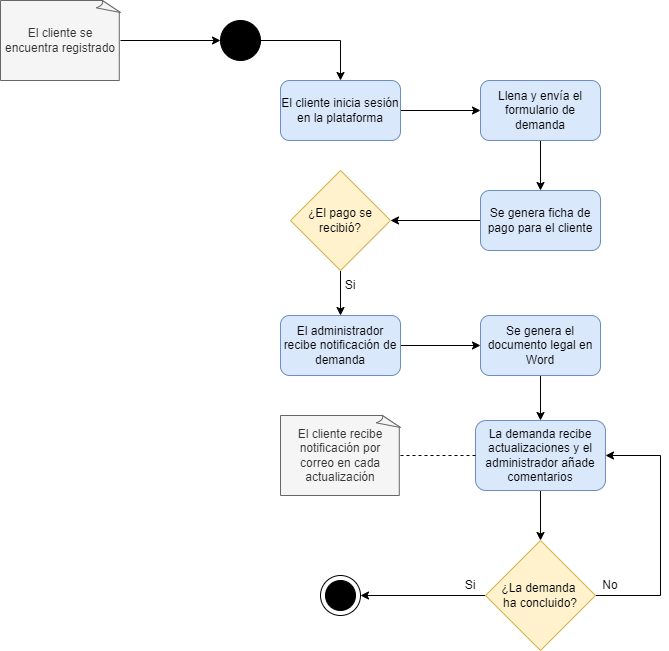 El cliente se
encuentra registrado
El cliente inicia sesión
en la plataforma
Llena y envía el
formulario de
demanda
¿El pago se
recibió?
Se genera ficha de
pago para el cliente
Si
El administrador
recibe notificación de
demanda
Se genera el
documento legal en
Word
El cliente recibe
notificación por
correo en cada
actualización
La demanda recibe
actualizaciones y el
administrador añade
comentarios
Si
¿La demanda
ha concluido?
No